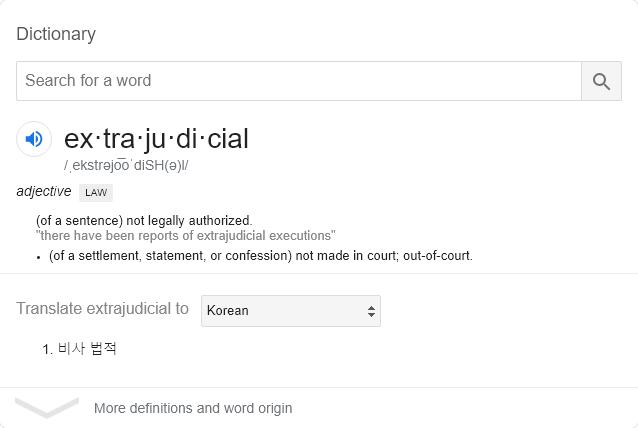 Dictionary
Search for a word
ex·tra·ju·di·cial
/ˌekstrəjo͞oˈdiSH(ə)l/
adjective LAW
(of a sentence) not legally authorized.
"there have been reports of extrajudicial executions"
• (of a settlement, statement, or confession) not made in court; out-of-court.
Translate extrajudicial to Korean
1. 비사 법적
More definitions and word origin